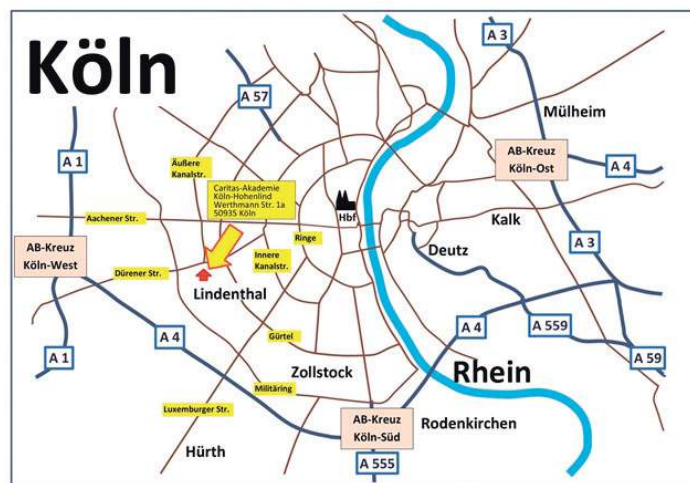 Köln
A 3
A 57
Mülheim
A 1
AB-Kreuz
Köln-Ost
A 4
Äußere
Kanalstr.
Caritas-Akademie
Köln-Hohenlind
Werthmann Str. 1a
50935 Köln
Hbf
Aachener Str.
Kalk
Ringe
A 3
AB-Kreuz
Köln-West
Innere
Kanalstr.
Deutz
Dürener Str.
Lindenthal
A 4
A 4
A 559
Gürtel
A 1
A 59
Zollstock
Rhein
Militäring
Luxemburger Str.
AB-Kreuz
Köln-Süd
Rodenkirchen
Hürth
A 555